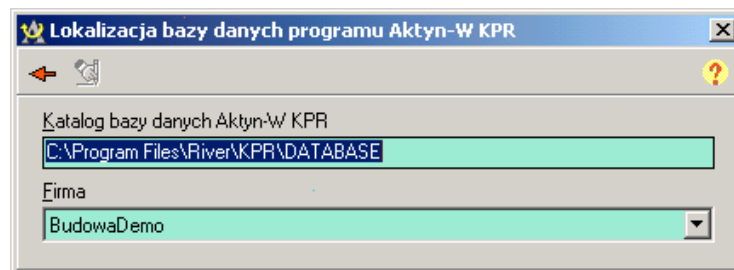 Lokalizacja bazy danych programu Aktyn-W KPR
Katalog bazy danych Aktyn-W KPR
C:\Program Files\River\KPR\DATABASE
Firma
BudowaDemo